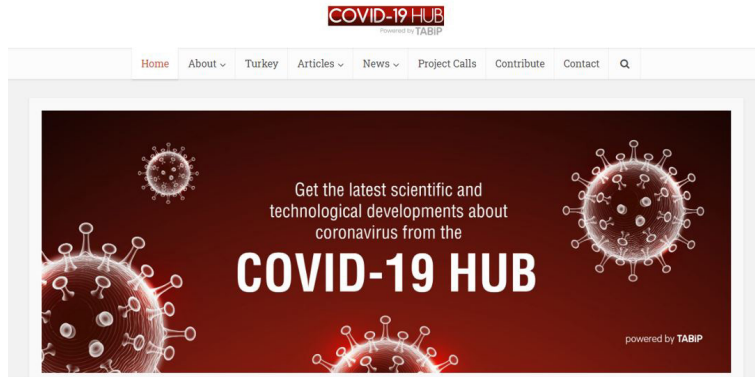 COVID-19 HUB
Powered by TABİP
Home About Turkey Articles News Project Calls Contribute Contact
Get the latest scientific and
technological developments about
coronavirus from the
COVID-19 HUB
powered by TABİP